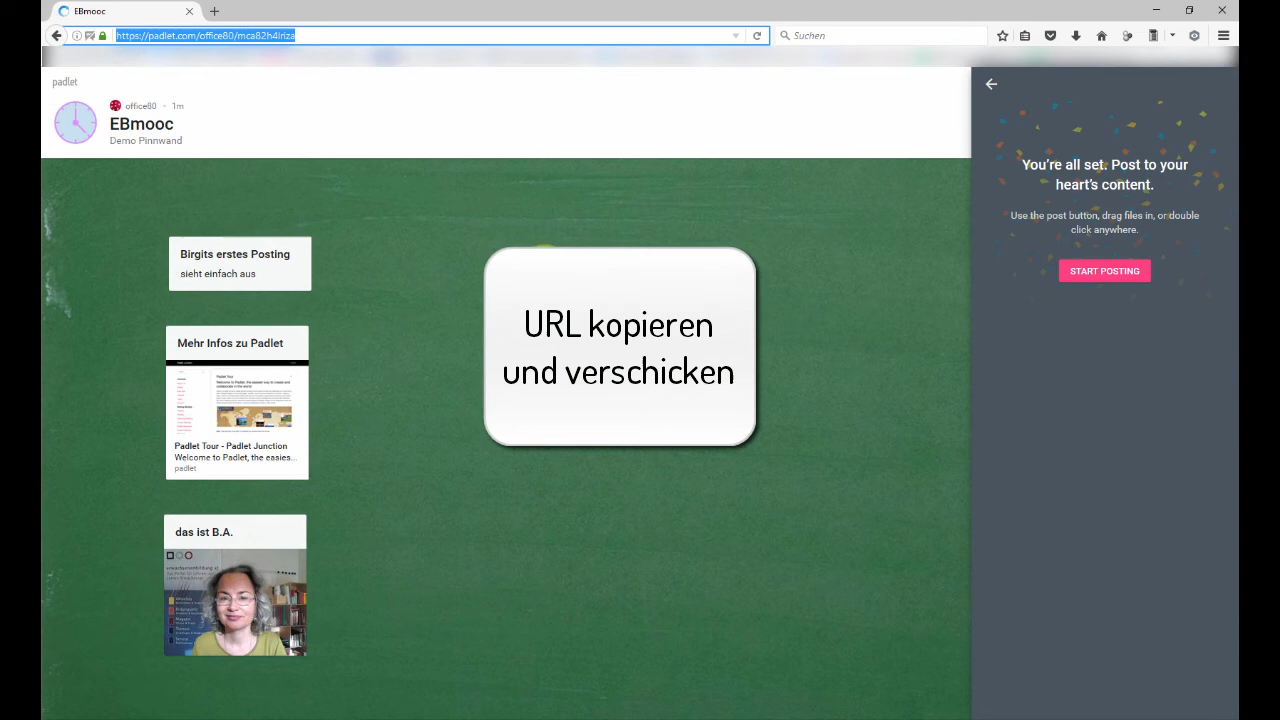 EBmooc
https://padlet.com/office80/mca82h4lriza
Suchen
padlet
office80 • 1m
EBmooc
Demo Pinnwand
You're all set. Post to your
heart's content.
Use the post button, drag files in, or double
click anywhere.
START POSTING
Birgits erstes Posting
sieht einfach aus
URL kopieren
und verschicken
Mehr Infos zu Padlet
Padlet Tour
Padlet Tour - Padlet Junction
Welcome to Padlet, the easies...
padlet
das ist B.A.